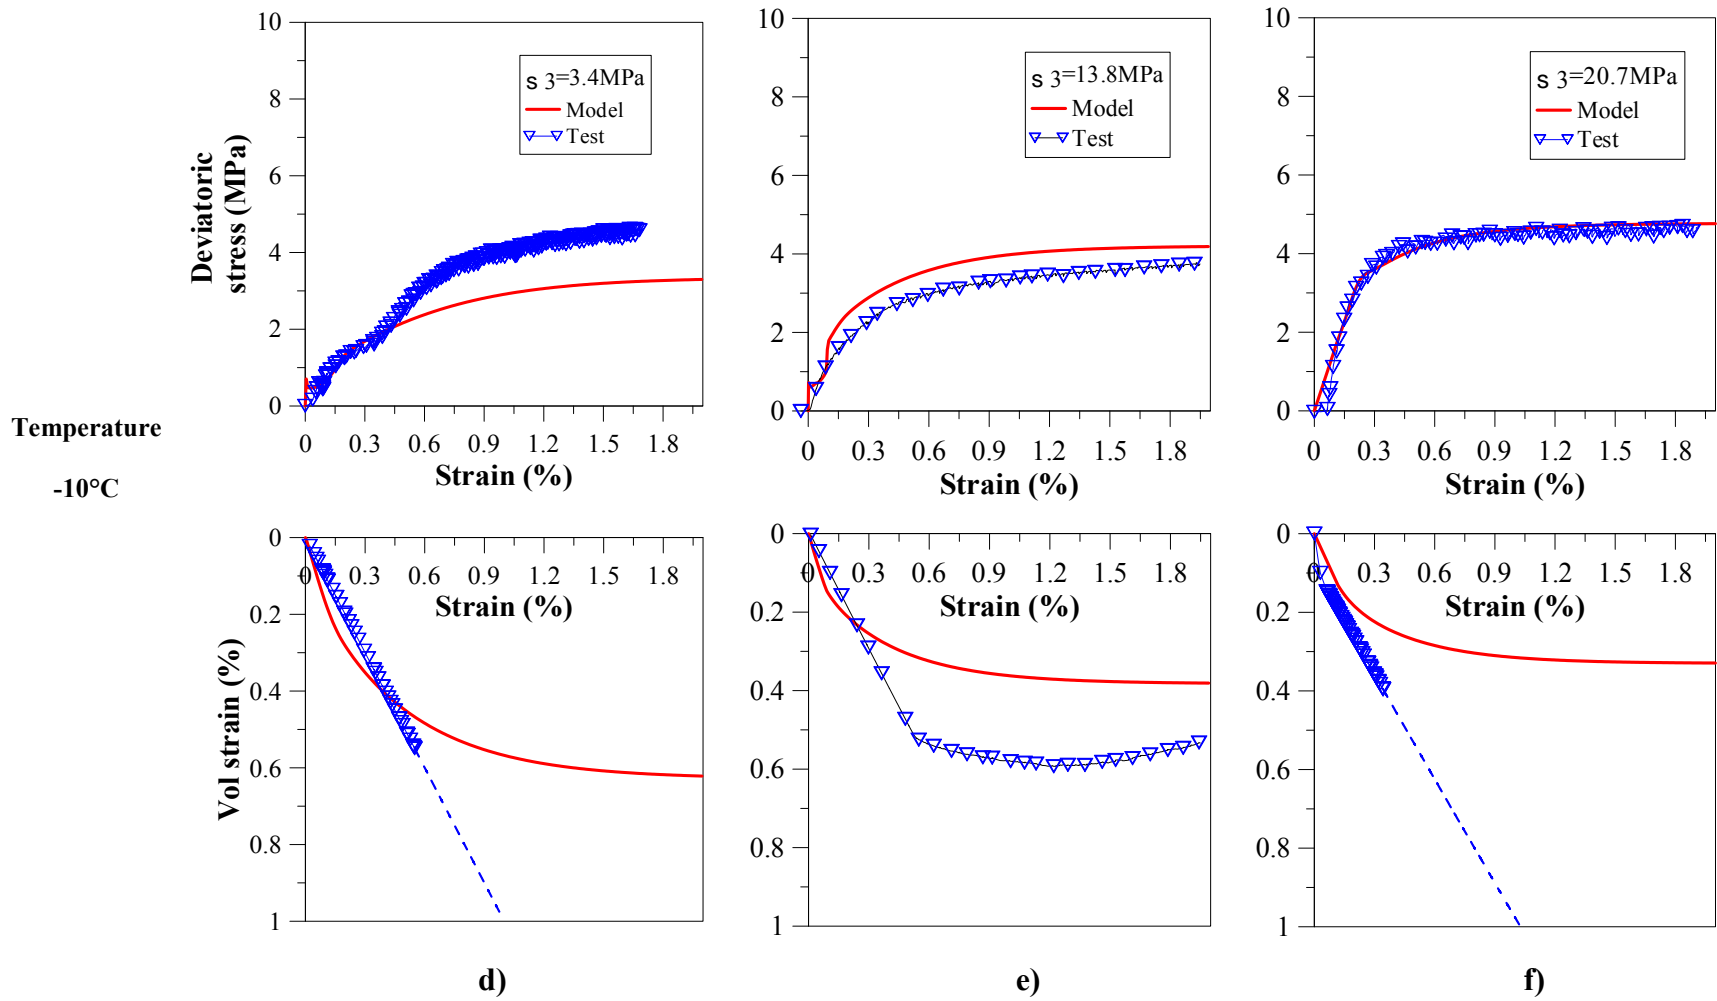 10
8
6
4
2
0
Deviatoric
stress (MPa)
s 3=3.4MPa
Model
Test
0 0.3 0.6 0.9 1.2 1.5 1.8
Strain (%)
10
8
6
4
2
0
s 3=13.8MPa
Model
Test
0 0.3 0.6 0.9 1.2 1.5 1.8
Strain (%)
10
8
6
4
2
0
s 3=20.7MPa
Model
Test
0 0.3 0.6 0.9 1.2 1.5 1.8
Strain (%)
Temperature
-10°C
0
0.2
0.4
0.6
0.8
1
Vol strain (%)
0 0.3 0.6 0.9 1.2 1.5 1.8
Strain (%)
d)
0
0.2
0.4
0.6
0.8
1
0 0.3 0.6 0.9 1.2 1.5 1.8
Strain (%)
e)
0
0.2
0.4
0.6
0.8
1
0 0.3 0.6 0.9 1.2 1.5 1.8
Strain (%)
f)